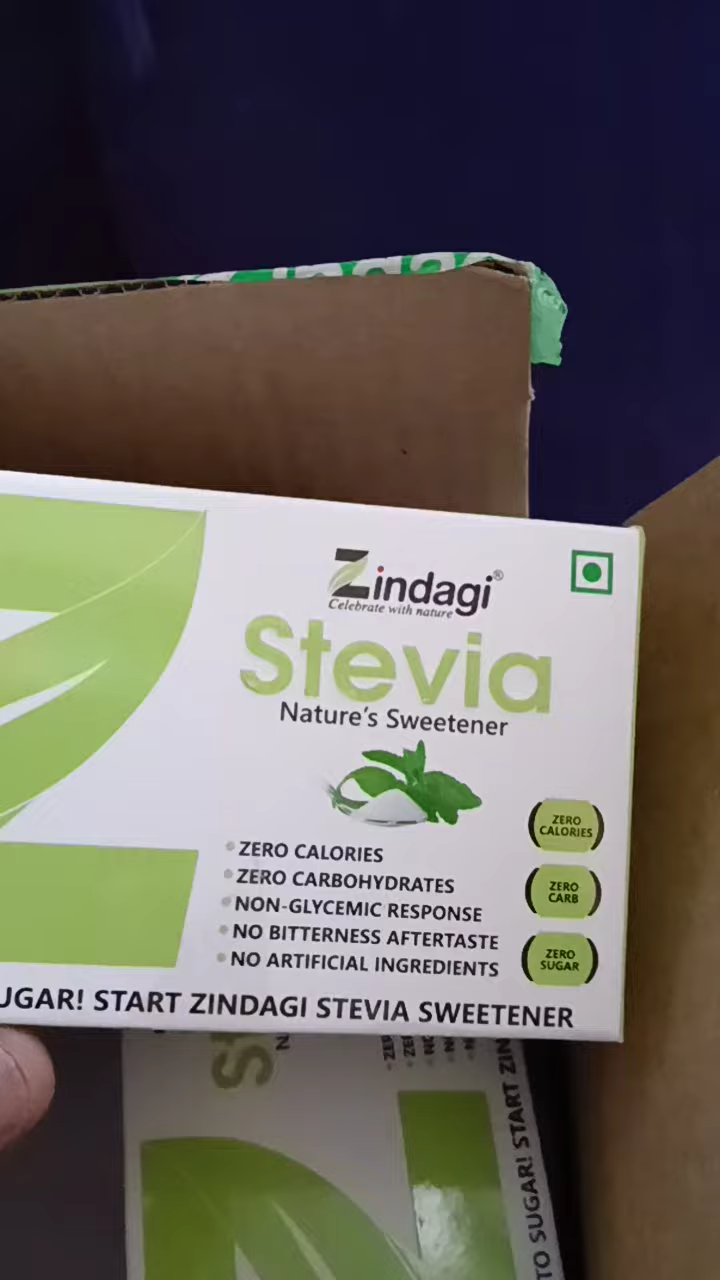 Zindagi®
Celebrate with nature
Stevia
Nature's Sweetener
ZERO CALORIES
ZERO CARB
ZERO SUGAR
• ZERO CALORIES
• ZERO CARBOHYDRATES
• NON-GLYCEMIC RESPONSE
• NO BITTERNESS AFTERTASTE
• NO ARTIFICIAL INGREDIENTS
UGAR! START ZINDAGI STEVIA SWEETENER
St
TO SUGAR! START ZIN